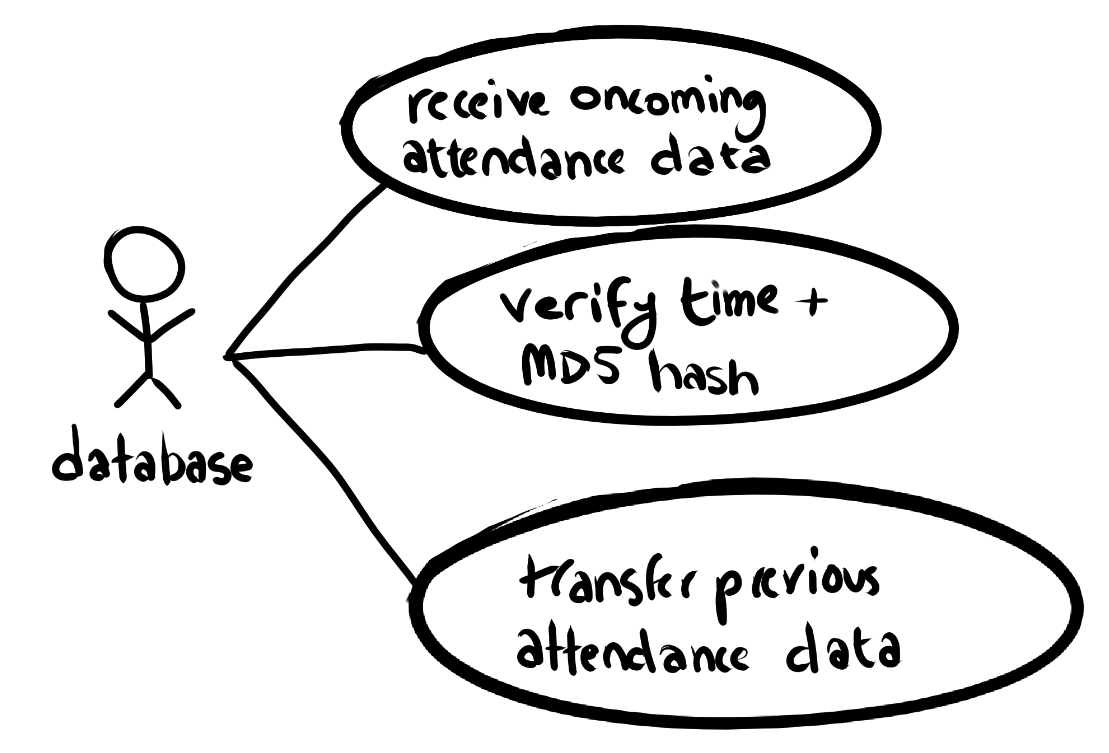 receive oncoming
attendance data
verify time +
MD5 hash
database
transfer previous
attendance data